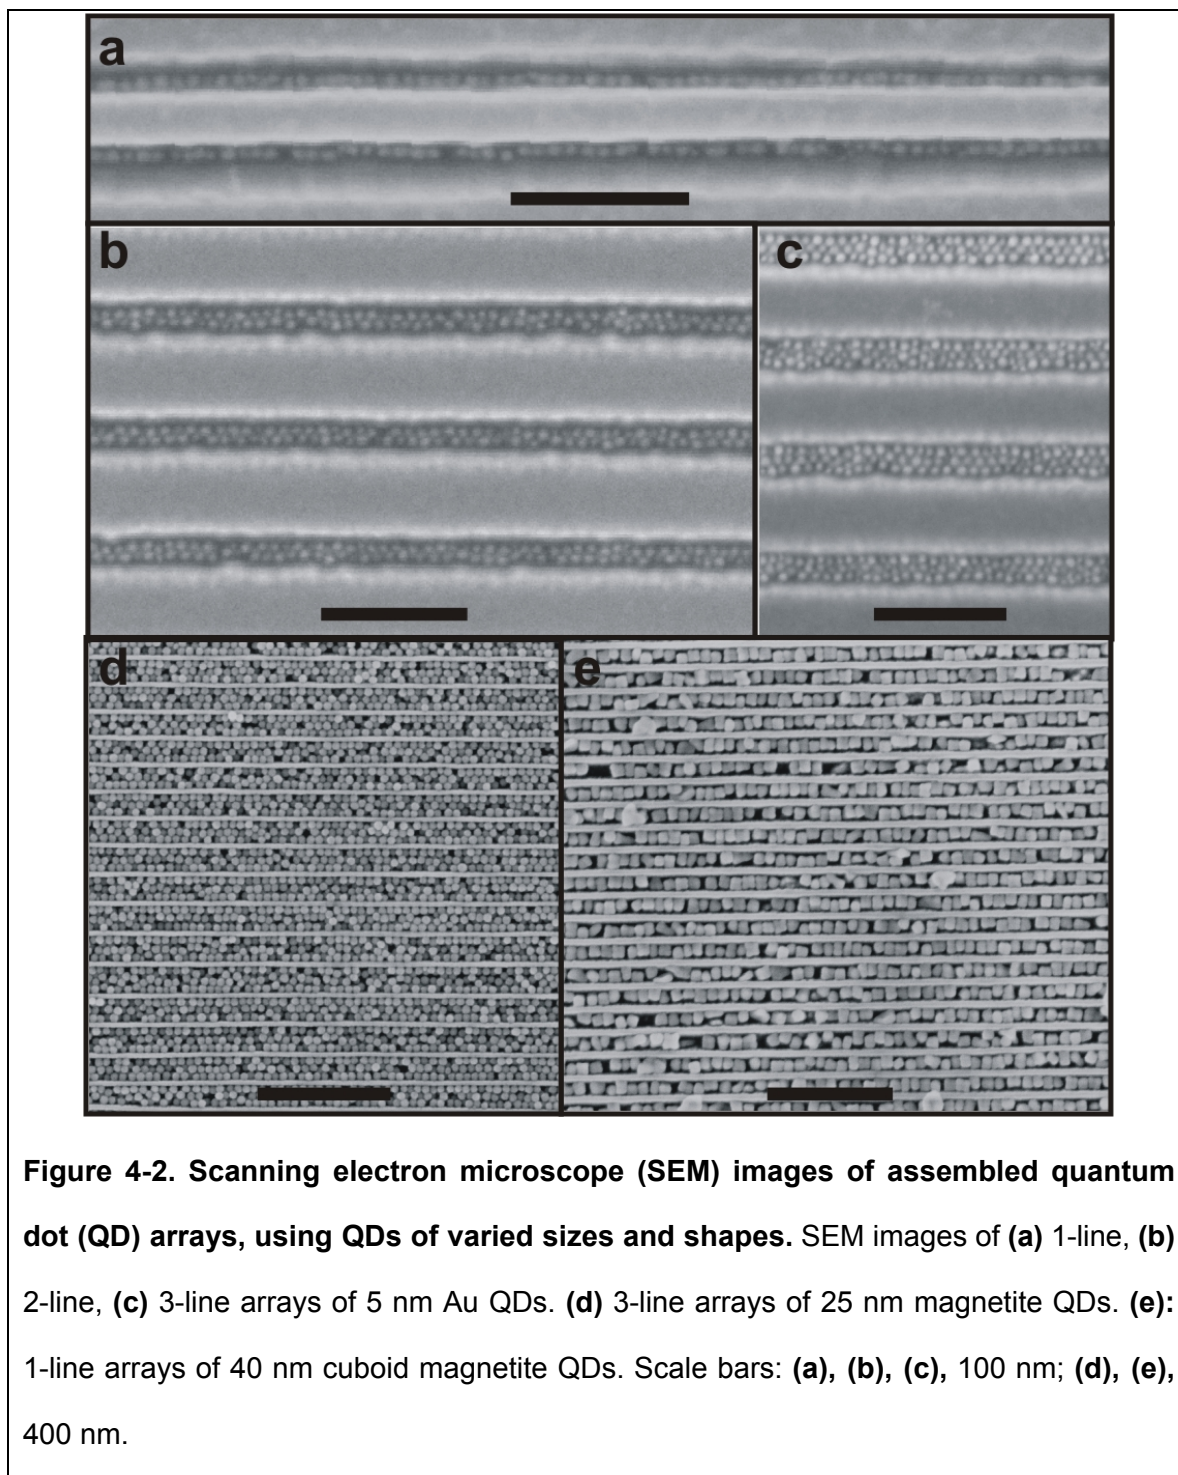 a
b
c
d
e
Figure 4-2. Scanning electron microscope (SEM) images of assembled quantum
dot (QD) arrays, using QDs of varied sizes and shapes. SEM images of (a) 1-line, (b)
2-line, (c) 3-line arrays of 5 nm Au QDs. (d) 3-line arrays of 25 nm magnetite QDs. (e):
1-line arrays of 40 nm cuboid magnetite QDs. Scale bars: (a), (b), (c), 100 nm; (d), (e),
400 nm.